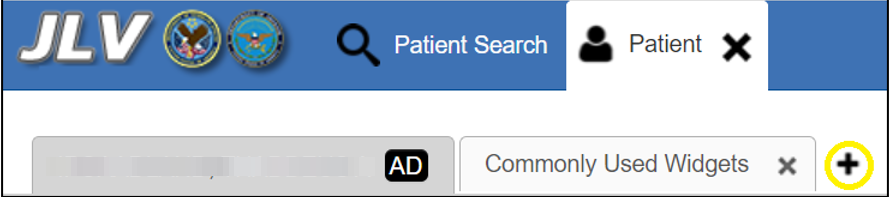 JLV Patient Search Patient
AD Commonly Used Widgets